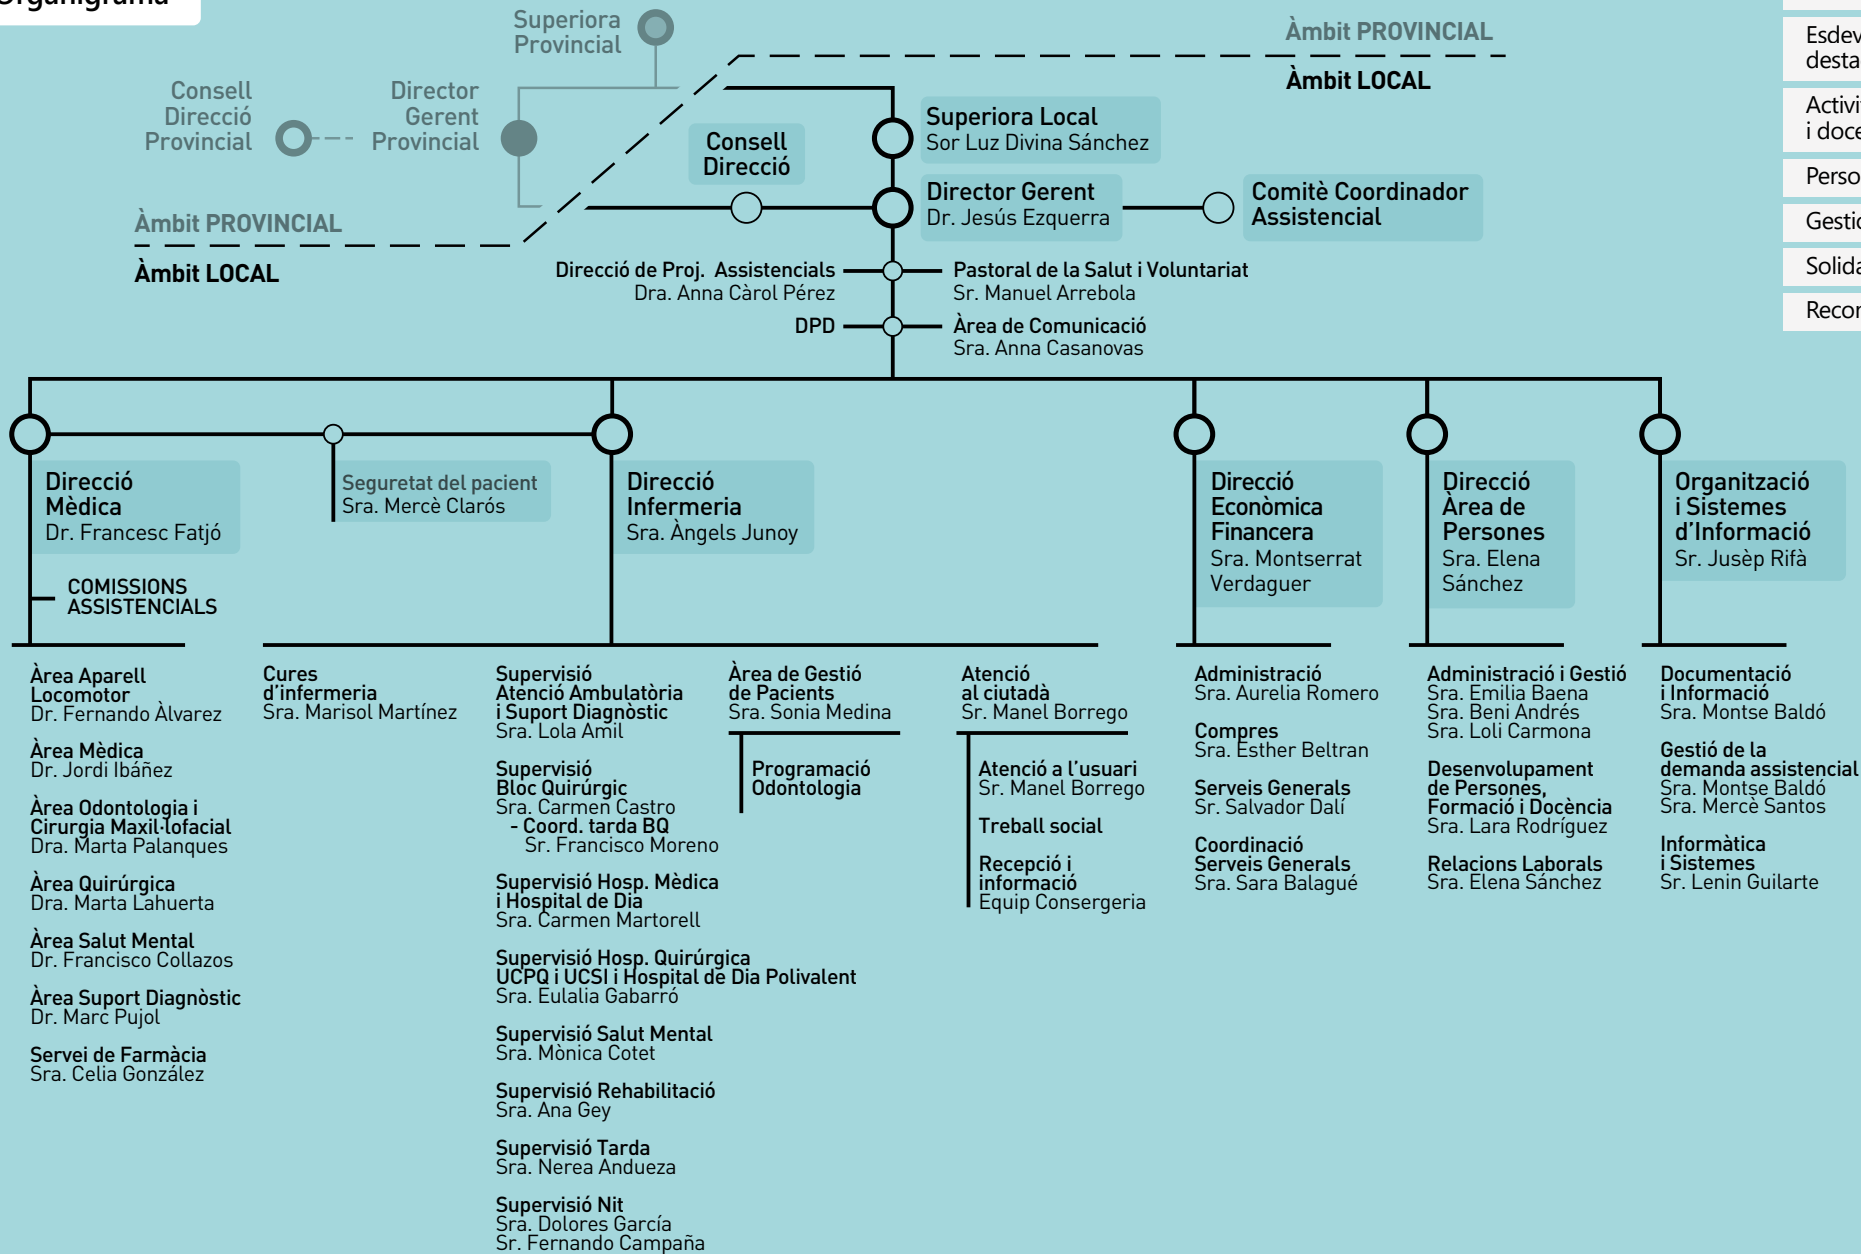 Organigrama
Superiora
Provincial
Àmbit PROVINCIAL
Àmbit LOCAL
Consell
Direcció
Provincial
Director
Gerent
Provincial
Consell
Direcció
Superiora Local
Sor Luz Divina Sánchez
Director Gerent
Dr. Jesús Ezquerra
Comitè Coordinador
Assistencial
Àmbit PROVINCIAL
Àmbit LOCAL
Direcció de Proj. Assistencials
Dra. Anna Càrol Pérez
Pastoral de la Salut i Voluntariat
Sr. Manuel Arrebola
DPD
Àrea de Comunicació
Sra. Anna Casanovas
Direcció
Mèdica
Dr. Francesc Fatjó
Seguretat del pacient
Sra. Mercè Clarós
Direcció
Infermeria
Sra. Àngels Junoy
Direcció
Econòmica
Financera
Sra. Montserrat
Verdaguer
Direcció
Àrea de
Persones
Sra. Elena
Sánchez
Organització
i Sistemes
d'Informació
Sr. Jusèp Rifà
COMISSIONS
ASSISTENCIALS
Àrea Aparell
Locomotor
Dr. Fernando Àlvarez
Àrea Mèdica
Dr. Jordi Ibáñez
Àrea Odontologia i
Cirurgia Maxil·lofacial
Dra. Marta Palanques
Àrea Quirúrgica
Dra. Marta Lahuerta
Àrea Salut Mental
Dr. Francisco Collazos
Àrea Suport Diagnòstic
Dr. Marc Pujol
Servei de Farmàcia
Sra. Celia González
Cures
d'infermeria
Sra. Marisol Martínez
Supervisió
Atenció Ambulatòria
i Suport Diagnòstic
Sra. Lola Amil
Supervisió
Bloc Quirúrgic
Sra. Carmen Castro
- Coord. tarda BQ
Sr. Francisco Moreno
Supervisió Hosp. Mèdica
i Hospital de Dia
Sra. Carmen Martorell
Supervisió Hosp. Quirúrgica
UCPQ i UCSI i Hospital de Dia Polivalent
Sra. Eulalia Gabarró
Supervisió Salut Mental
Sra. Mònica Cotet
Supervisió Rehabilitació
Sra. Ana Gey
Supervisió Tarda
Sra. Nerea Andueza
Supervisió Nit
Sra. Dolores García
Sr. Fernando Campaña
Àrea de Gestió
de Pacients
Sra. Sonia Medina
Programació
Odontologia
Atenció
al ciutadà
Sr. Manel Borrego
Atenció a l'usuari
Sr. Manel Borrego
Treball social
Recepció i
informació
Equip Consergeria
Administració
Sra. Aurelia Romero
Compres
Sra. Esther Beltran
Serveis Generals
Sr. Salvador Dalí
Coordinació
Serveis Generals
Sra. Sara Balagué
Administració i Gestió
Sra. Emilia Baena
Sra. Beni Andrés
Sra. Loli Carmona
Desenvolupament
de Persones,
Formació i Docència
Sra. Lara Rodríguez
Relacions Laborals
Sra. Elena Sánchez
Documentació
i Informació
Sra. Montse Baldó
Gestió de la
demanda assistencial
Sra. Montse Baldó
Sra. Mercè Santos
Informàtica
i Sistemes
Sr. Lenin Guilarte